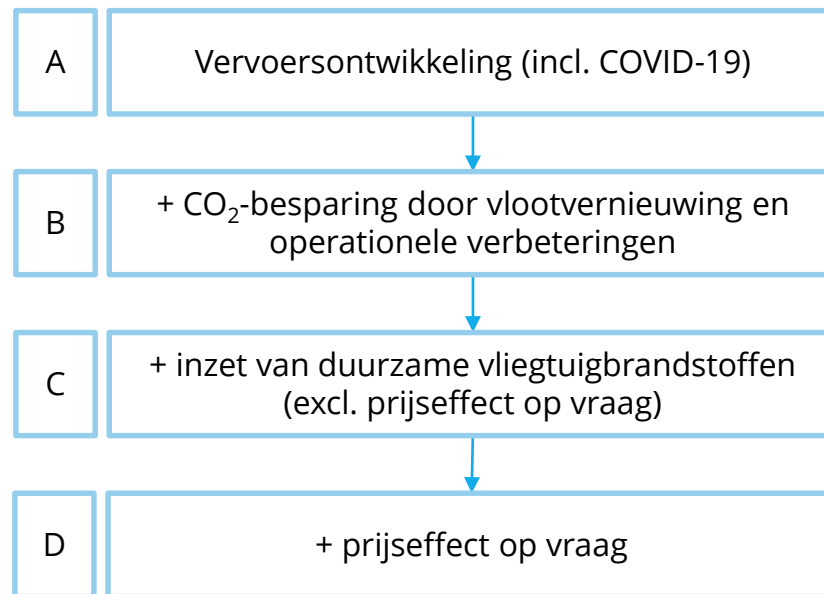 A
Vervoersontwikkeling (incl. COVID-19)
B
+ CO₂-besparing door vlootvernieuwing en
operationele verbeteringen
C
+ inzet van duurzame vliegtuigbrandstoffen
(excl. prijseffect op vraag)
D
+ prijseffect op vraag